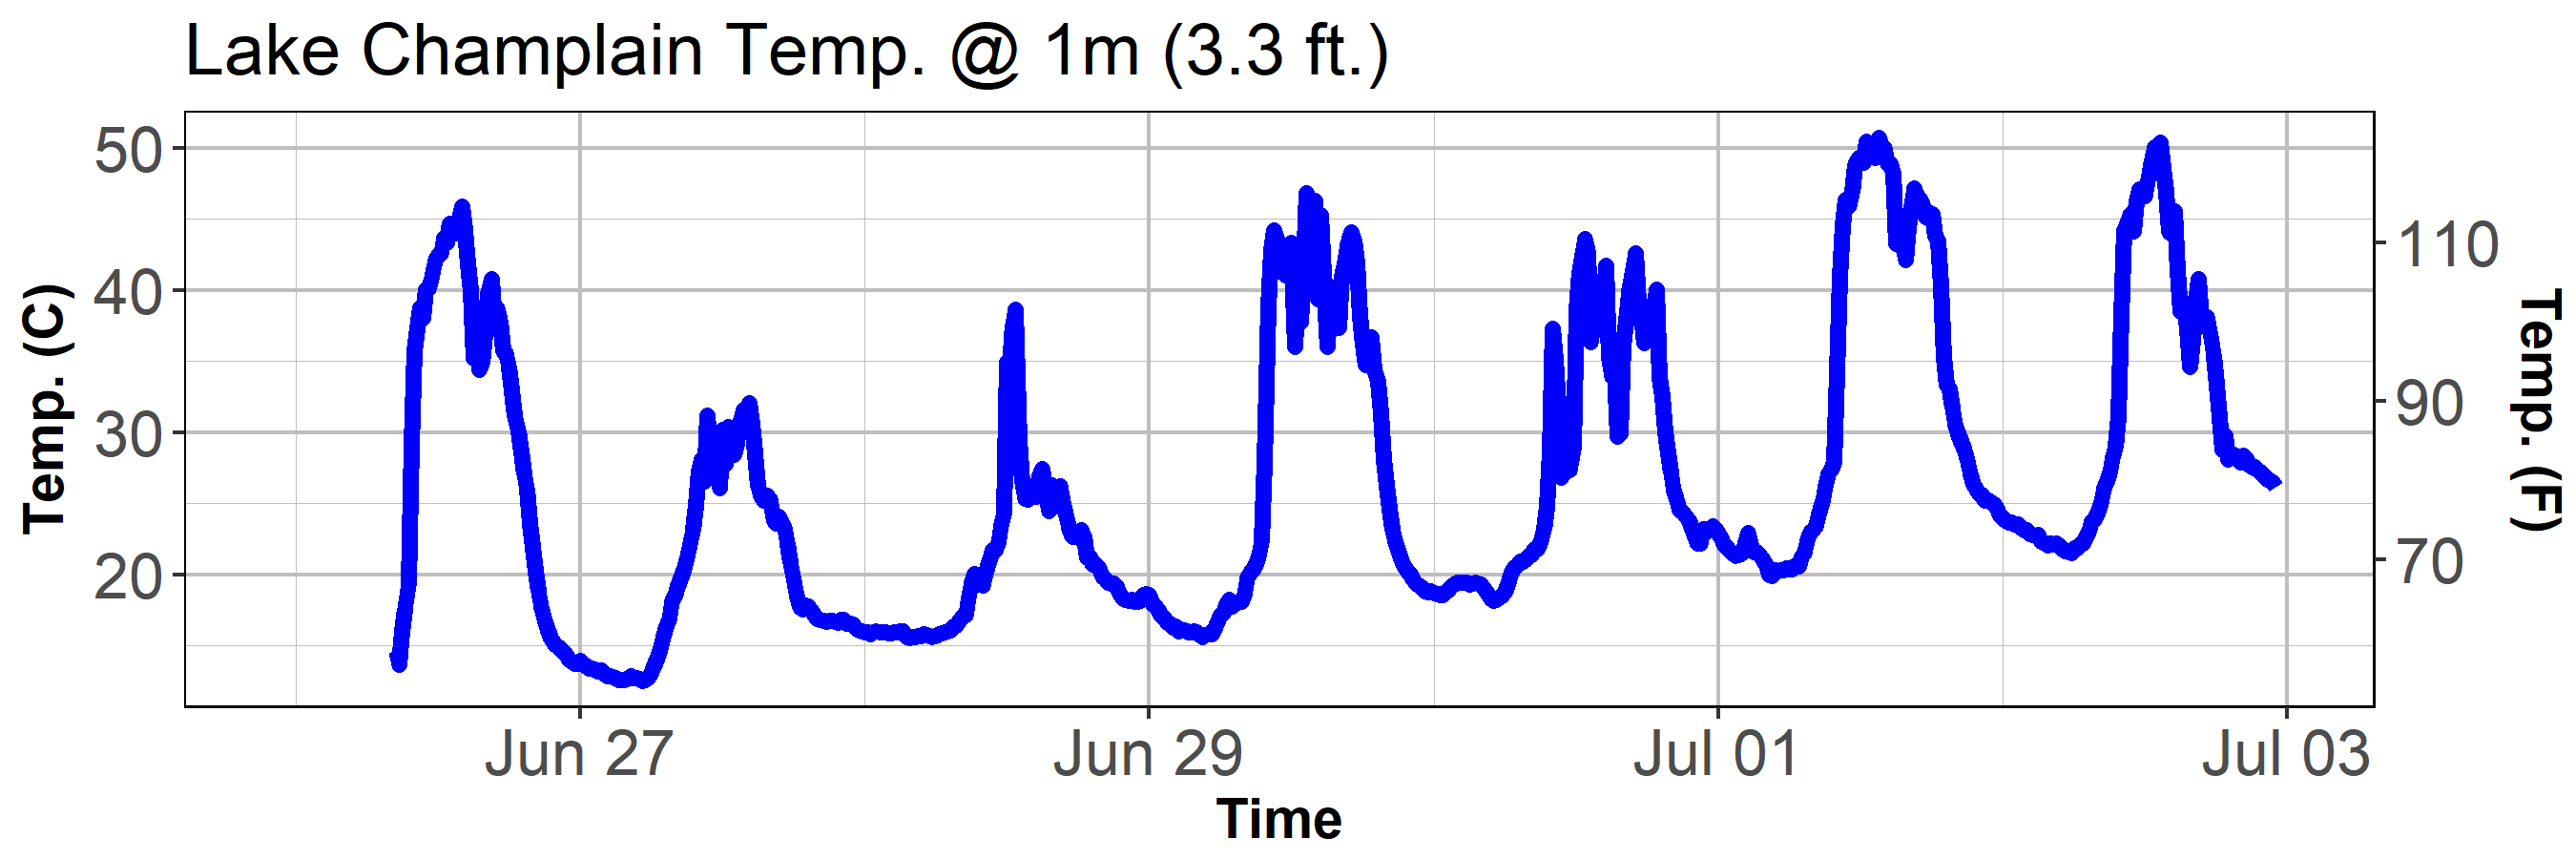 Lake Champlain Temp. @ 1m (3.3 ft.)
50
40
30
20
Temp. (C)
110
90
70
Temp. (F)
Jun 27
Jun 29
Jul 01
Jul 03
Time